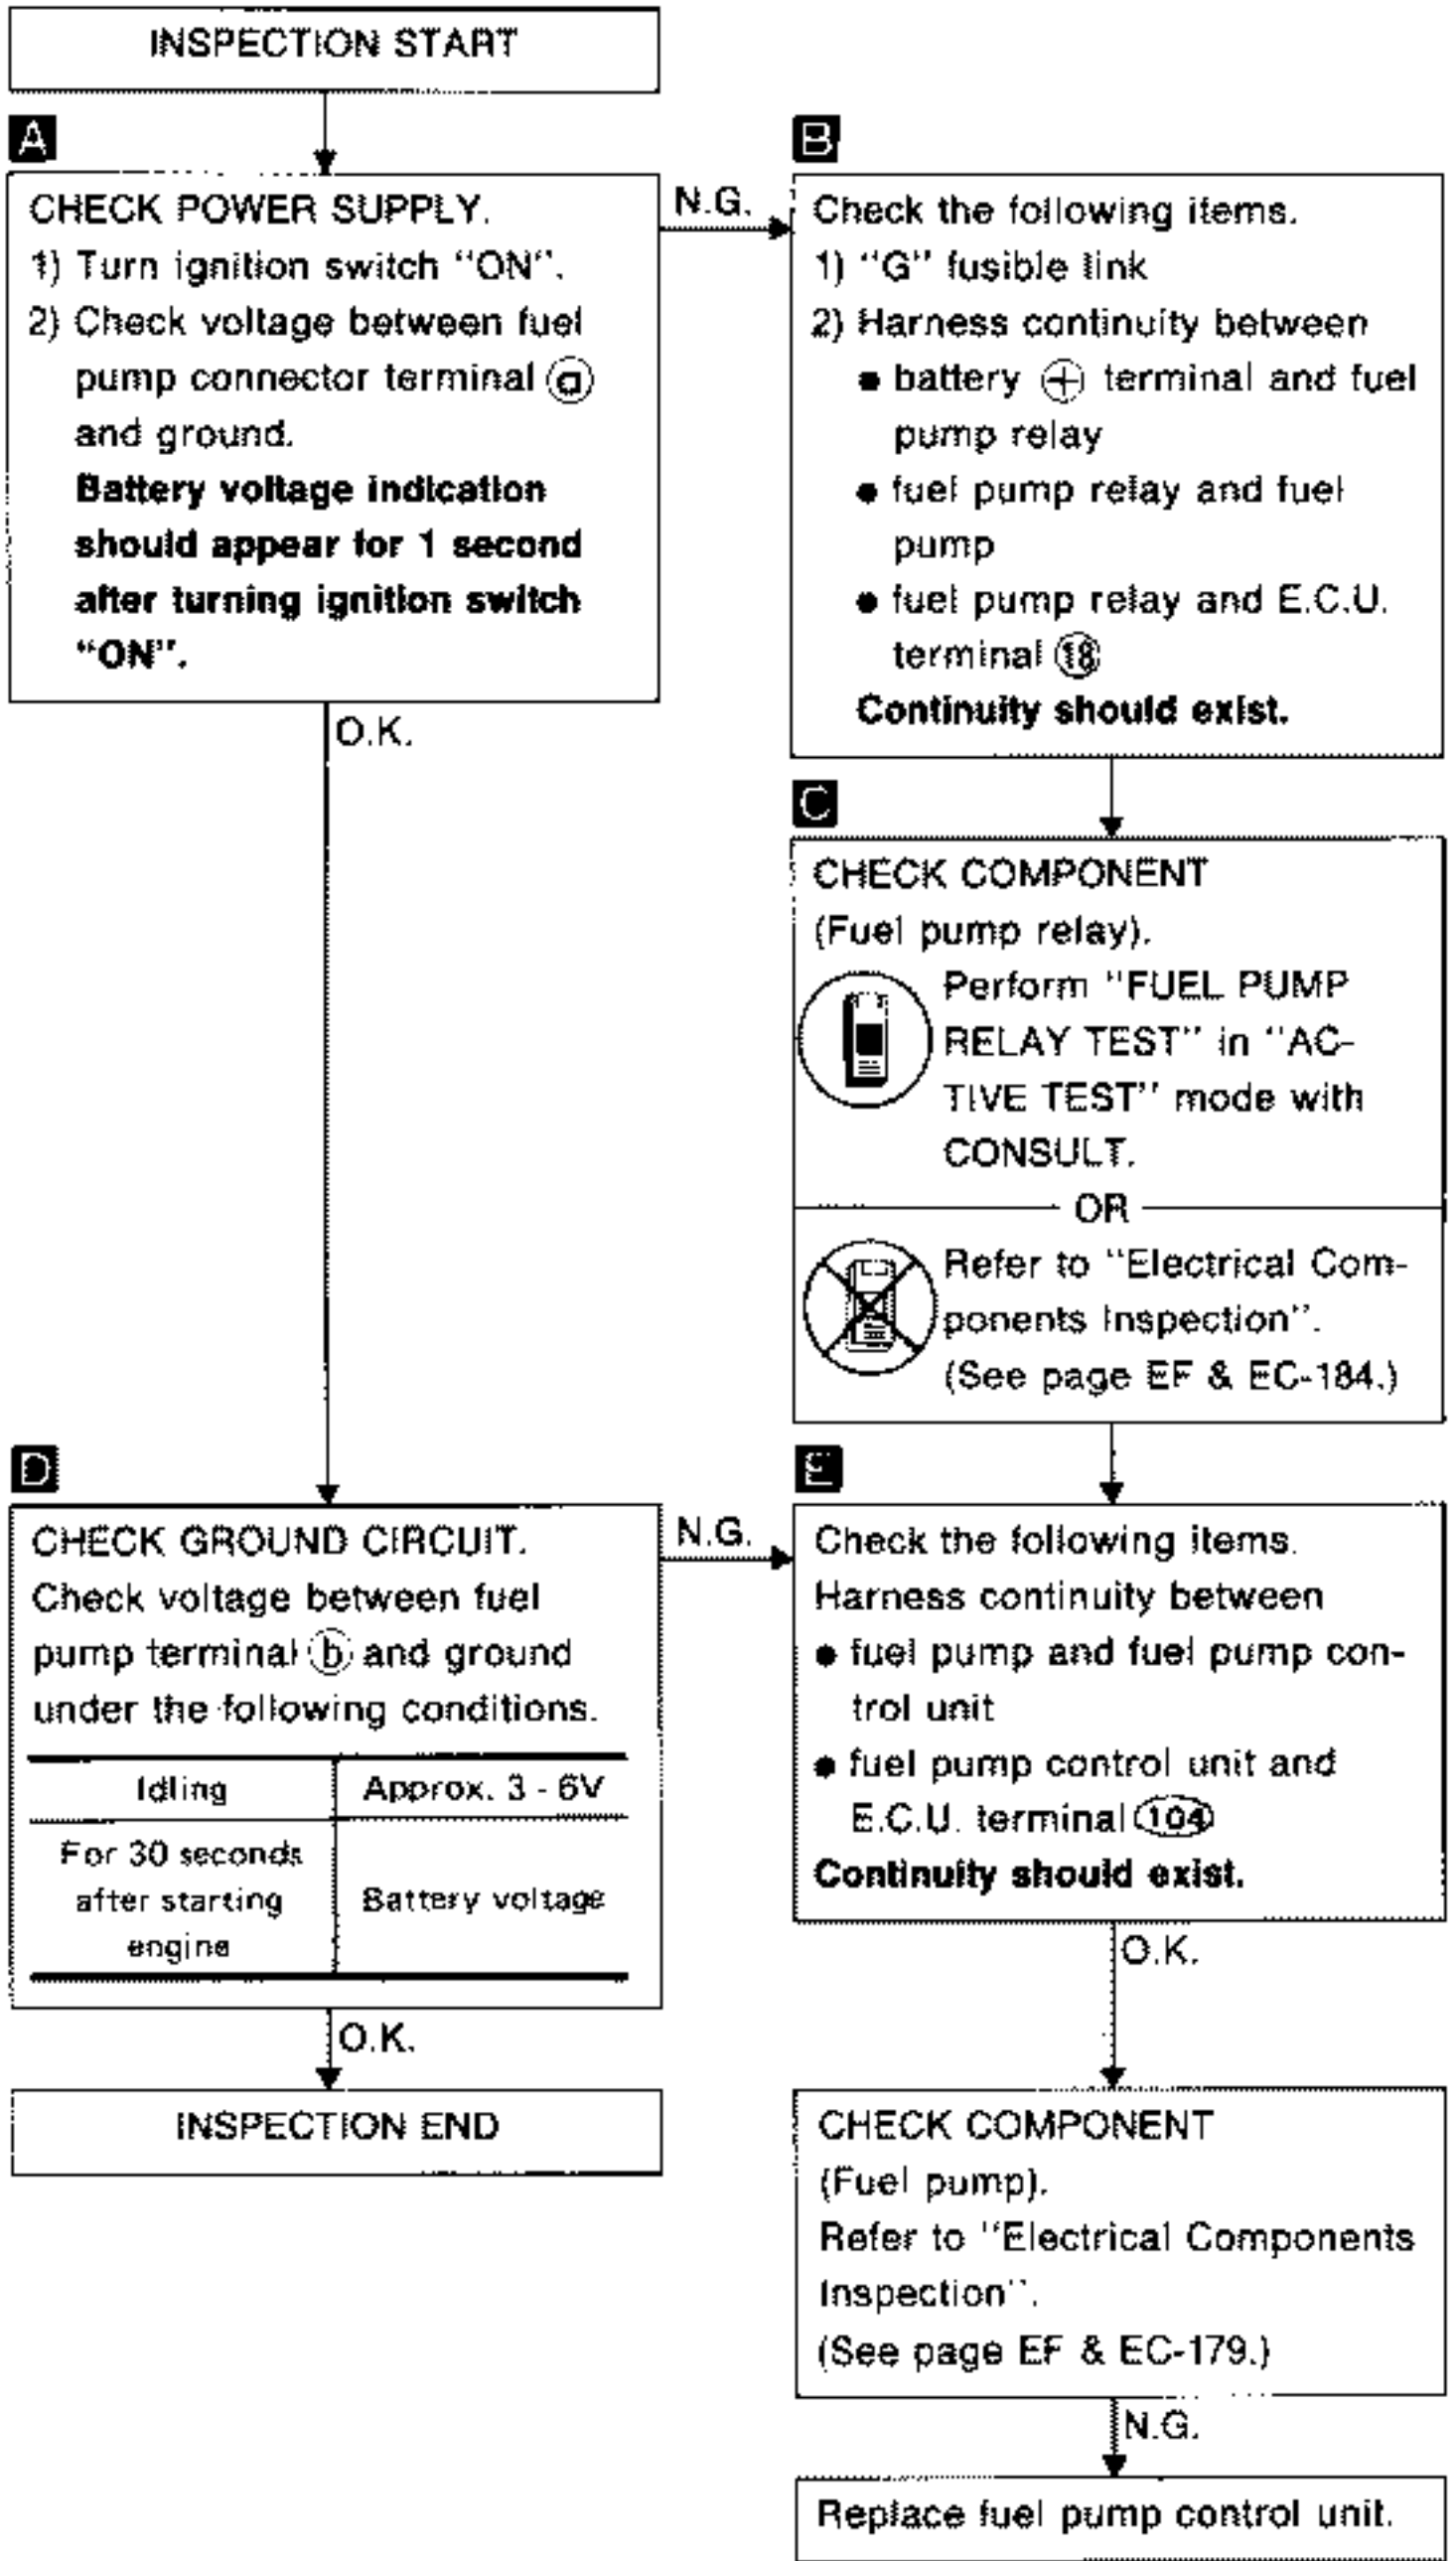 INSPECTION START
A
CHECK POWER SUPPLY.
1) Turn ignition switch "ON".
2) Check voltage between fuel
pump connector terminal ⓐ
and ground.
Battery voltage indication
should appear for 1 second
after turning ignition switch
"ON".
N.G.
O.K.
B
Check the following items.
1) "G" fusible link
2) Harness continuity between
● battery ⊕ terminal and fuel
pump relay
● fuel pump relay and fuel
pump
● fuel pump relay and E.C.U.
terminal ⑱
Continuity should exist.
C
CHECK COMPONENT
(Fuel pump relay).
Perform "FUEL PUMP
RELAY TEST" in "AC-
TIVE TEST" mode with
CONSULT.
OR
Refer to "Electrical Com-
ponents Inspection".
(See page EF & EC-184.)
D
CHECK GROUND CIRCUIT.
Check voltage between fuel
pump terminal ⓑ and ground
under the following conditions.
Idling
Approx. 3 - 6V
For 30 seconds
after starting
engine
Battery voltage
N.G.
O.K.
INSPECTION END
E
Check the following items.
Harness continuity between
● fuel pump and fuel pump con-
trol unit
● fuel pump control unit and
E.C.U. terminal (104)
Continuity should exist.
O.K.
CHECK COMPONENT
(Fuel pump).
Refer to "Electrical Components
Inspection".
(See page EF & EC-179.)
N.G.
Replace fuel pump control unit.